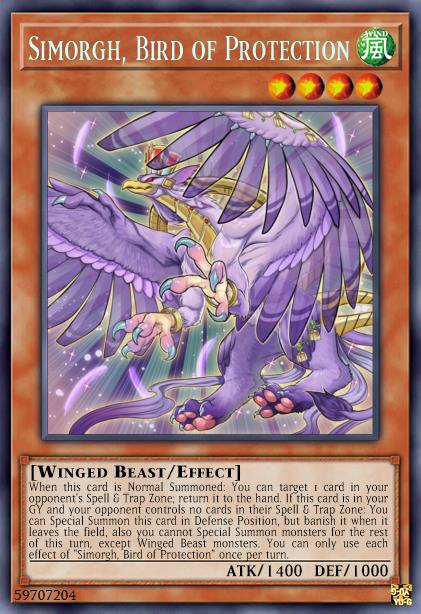 SIMORGH, BIRD OF PROTECTION
WIND
風
[WINGED BEAST/EFFECT]
When this card is Normal Summoned: You can target 1 card in your
opponent's Spell & Trap Zone; return it to the hand. If this card is in your
GY and your opponent controls no cards in their Spell & Trap Zone: You
can Special Summon this card in Defense Position, but banish it when it
leaves the field, also you cannot Special Summon monsters for the rest
of this turn, except Winged Beast monsters. You can only use each
effect of "Simorgh, Bird of Protection" once per turn.
ATK/1400 DEF/1000
59707204